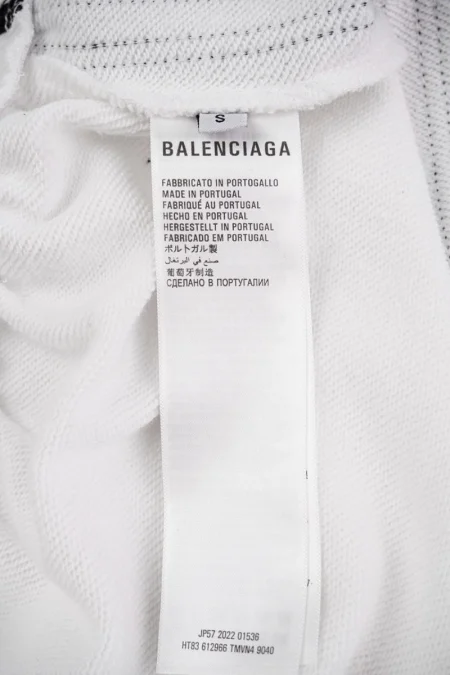 S
BALENCIAGA
FABBRICATO IN PORTOGALLO
MADE IN PORTUGAL
FABRIQUÉ AU PORTUGAL
HECHO EN PORTUGAL
HERGESTELLT IN PORTUGAL
FABRICADO EM PORTUGAL
ポルトガル製
صنع في البرتغال
葡萄牙制造
СДЕЛАНО В ПОРТУГАЛИИ
JP57 2022 01536
HT83 612966 TMVN4 9040